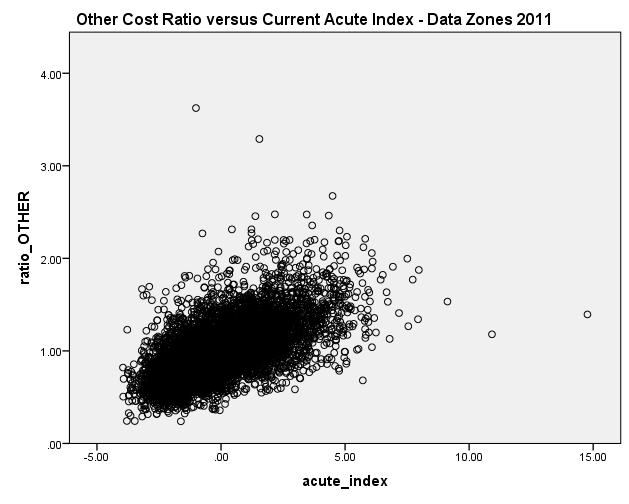 Other Cost Ratio versus Current Acute Index - Data Zones 2011
4.00
3.00
2.00
1.00
.00
ratio_OTHER
-5.00 .00 5.00 10.00 15.00
acute_index